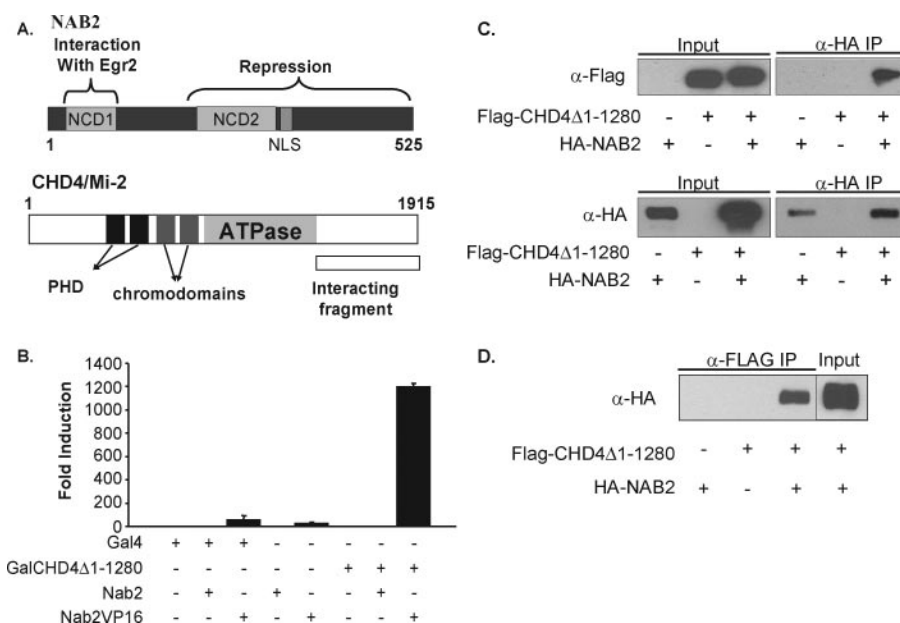 A.
NAB2
Interaction
With Egr2
Repression
NCD1
NCD2
1
NLS
525
CHD4/Mi-2
1
1915
ATPase
PHD
chromodomains
Interacting
fragment
B.
Fold Induction
1400
1200
1000
800
600
400
200
0
Gal4 + + + - - - - -
GalCHD4Δ1-1280 - - - - - + + +
Nab2 - + - + - - + -
Nab2VP16 - - + - + - - +
C.
Input
α-HA IP
α-Flag
Flag-CHD4Δ1-1280 - + + - + +
HA-NAB2 + - + + - +
Input
α-HA IP
α-HA
Flag-CHD4Δ1-1280 - + + - + +
HA-NAB2 + - + + - +
D.
α-FLAG IP Input
α-HA
Flag-CHD4Δ1-1280 - + + +
HA-NAB2 + - + +